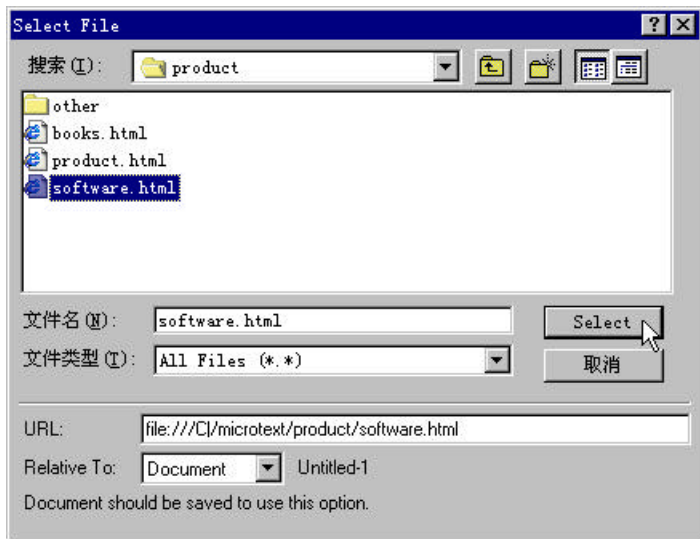 Select File
搜索(I): product
other
books.html
product.html
software.html
文件名(N): software.html Select
文件类型(T): All Files (*.*) 取消
URL: file:///C|/microtext/product/software.html
Relative To: Document Untitled-1
Document should be saved to use this option.